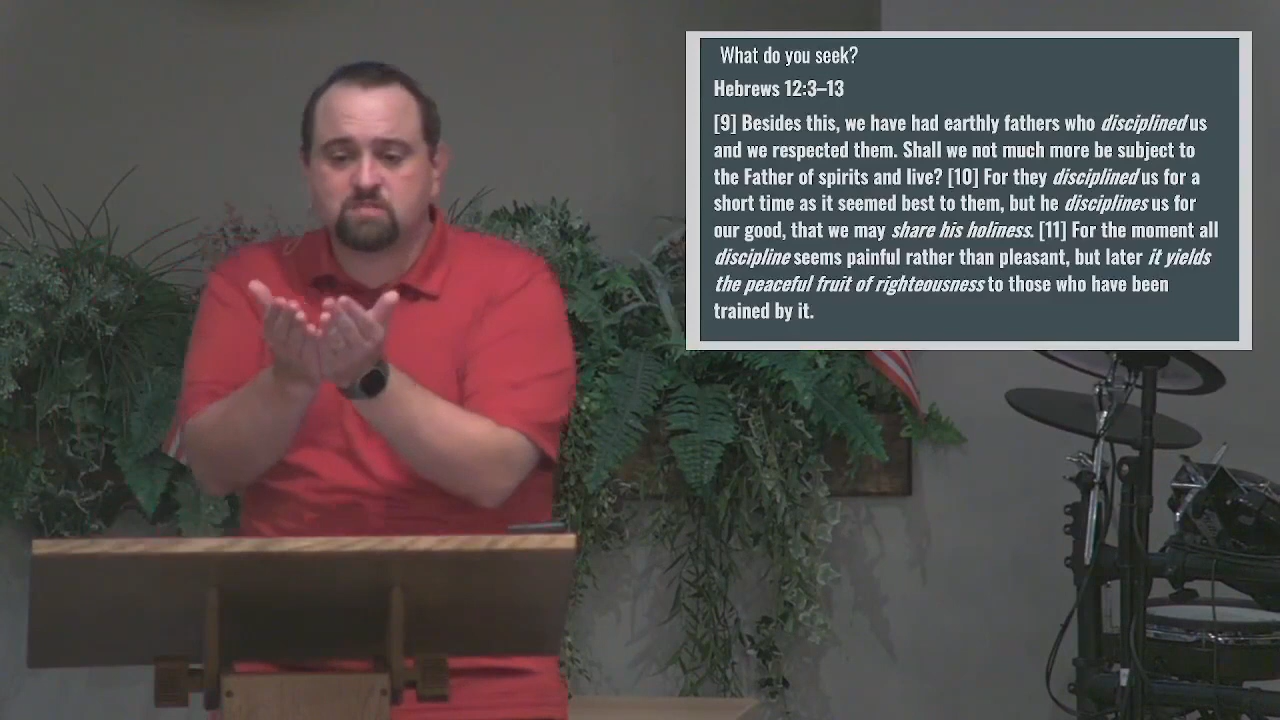 What do you seek?
Hebrews 12:3–13
[9] Besides this, we have had earthly fathers who disciplined us
and we respected them. Shall we not much more be subject to
the Father of spirits and live? [10] For they disciplined us for a
short time as it seemed best to them, but he disciplines us for
our good, that we may share his holiness. [11] For the moment all
discipline seems painful rather than pleasant, but later it yields
the peaceful fruit of righteousness to those who have been
trained by it.